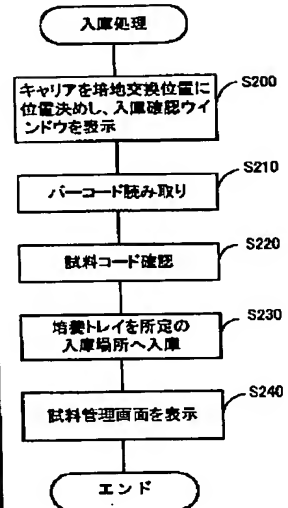 入庫処理
キャリアを培地交換位置に
位置決めし、入庫確認ウイ
ンドウを表示
S200
バーコード読み取り
S210
試料コード確認
S220
培養トレイを所定の
入庫場所へ入庫
S230
試料管理画面を表示
S240
エンド